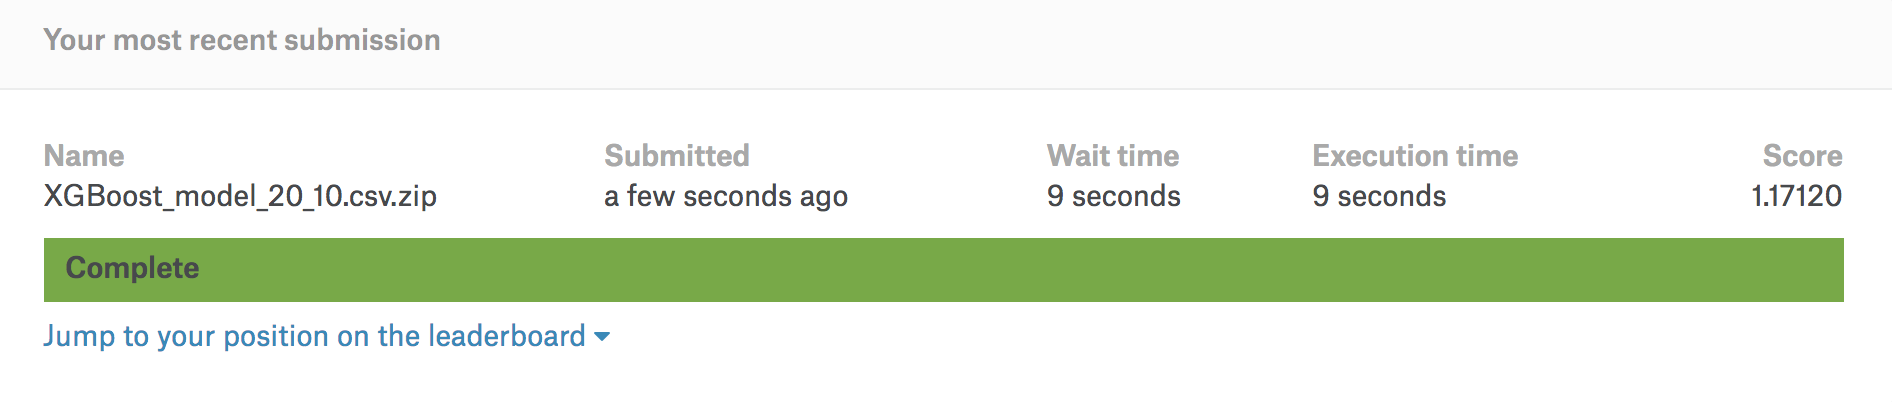 Your most recent submission
Name Submitted Wait time Execution time Score
XGBoost_model_20_10.csv.zip a few seconds ago 9 seconds 9 seconds 1.17120
Complete
Jump to your position on the leaderboard